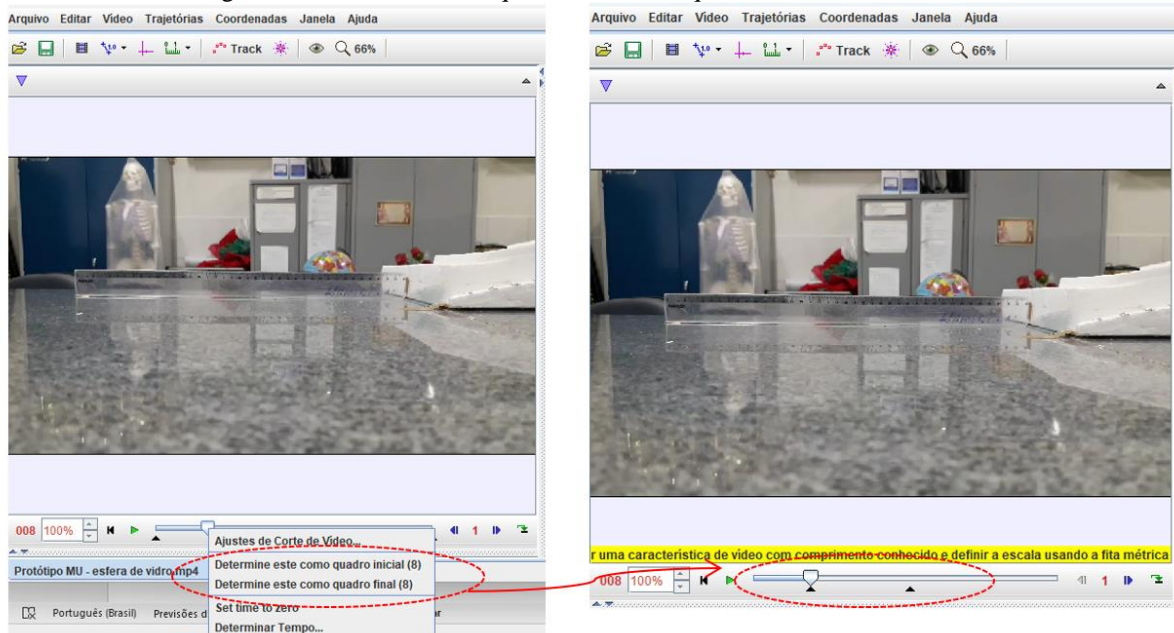 Arquivo Editar Video Trajetórias Coordenadas Janela Ajuda
Track 66%
008 100% 1
Ajustes de Corte de Vídeo...
Determine este como quadro inicial (8)
Determine este como quadro final (8)
Set time to zero
Determinar Tempo...
Protótipo MU - esfera de vidro.mp4
Português (Brasil) Previsões d
Arquivo Editar Video Trajetórias Coordenadas Janela Ajuda
Track 66%
r uma característica de vídeo com comprimento conhecido e definir a escala usando a fita métrica
008 100% 1